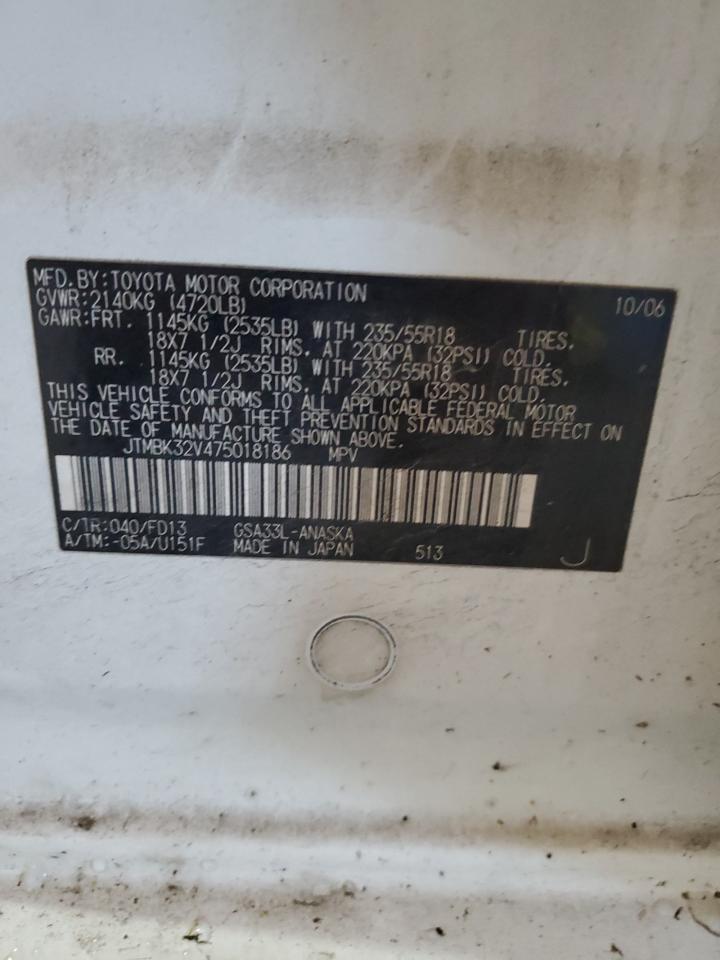 MFD.BY:TOYOTA MOTOR CORPORATION 10/06
GVWR:2140KG (4720LB)
GAWR:FRT. 1145KG (2535LB) WITH 235/55R18 TIRES.
18X7 1/2J RIMS. AT 220KPA (32PSI) COLD.
RR. 1145KG (2535LB) WITH 235/55R18 TIRES.
18X7 1/2J RIMS. AT 220KPA (32PSI) COLD.
THIS VEHICLE CONFORMS TO ALL APPLICABLE FEDERAL MOTOR
VEHICLE SAFETY AND THEFT PREVENTION STANDARDS IN EFFECT ON
THE DATE OF MANUFACTURE SHOWN ABOVE.
JTMBK32V475018186 MPV
C/TR:040/FD13 GSA33L-ANASKA
A/TM:-05A/U151F MADE IN JAPAN 513 J